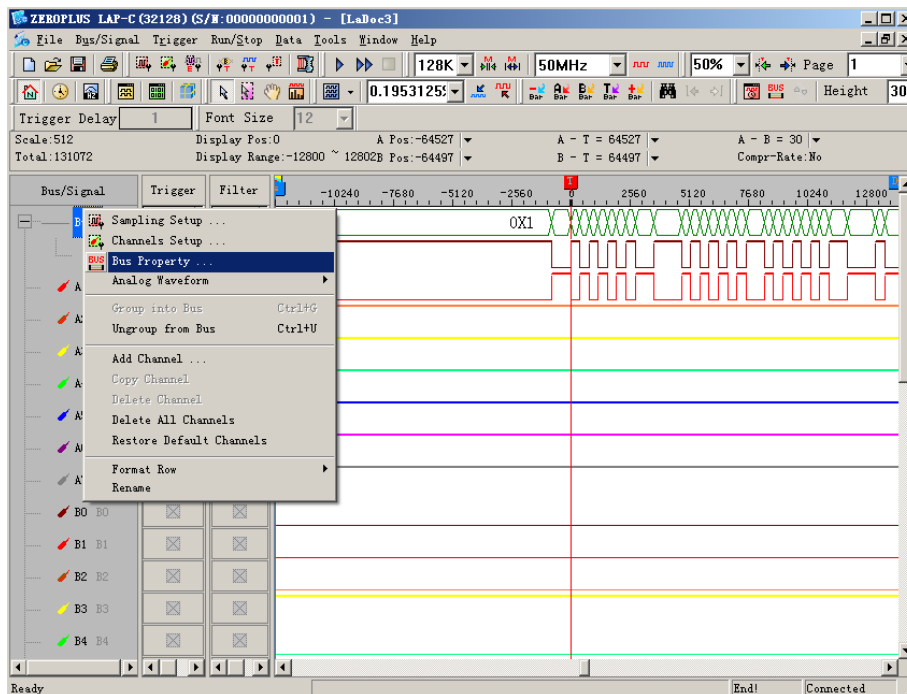 ZEROPLUS LAP-C (32128) (S/N:00000000001) - [LaDoc3]
File Bus/Signal Trigger Run/Stop Data Tools Window Help
128K 50MHz 50% Page 1
0.1953125% Bar Bar Bar Bar Bar Height 30
Trigger Delay 1 Font Size 12
Scale:512 Display Pos:0 A Pos:-64527 A - T = 64527 A - B = 30
Total:131072 Display Range:-12800 ~ 12802 B Pos:-64497 B - T = 64497 Compr-Rate:No
Bus/Signal Trigger Filter -10240 -7680 -5120 -2560 T 0 2560 5120 7680 10240 12800
0X1
Sampling Setup ...
Channels Setup ...
BUS Bus Property ...
Analog Waveform
Group into Bus Ctrl+G
Ungroup from Bus Ctrl+U
Add Channel ...
Copy Channel
Delete Channel
Delete All Channels
Restore Default Channels
Format Row
Rename
B0 B0
B1 B1
B2 B2
B3 B3
B4 B4
Ready End! Connected